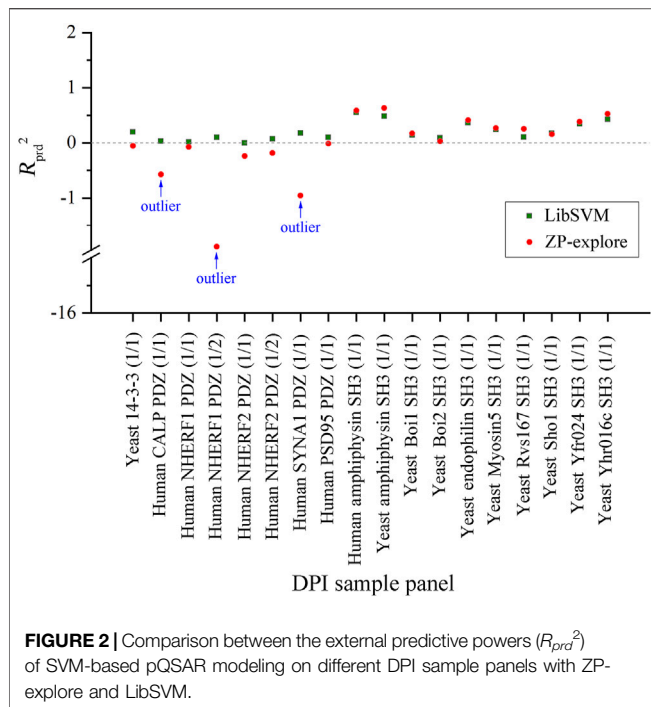 2
1
0
-1
-16
R_prd^2
outlier
outlier
outlier
LibSVM
ZP-explore
Yeast 14-3-3 (1/1)
Human CALP PDZ (1/1)
Human NHERF1 PDZ (1/1)
Human NHERF1 PDZ (1/2)
Human NHERF2 PDZ (1/1)
Human NHERF2 PDZ (1/2)
Human SYNA1 PDZ (1/1)
Human PSD95 PDZ (1/1)
Human amphiphysin SH3 (1/1)
Yeast amphiphysin SH3 (1/1)
Yeast Boi1 SH3 (1/1)
Yeast Boi2 SH3 (1/1)
Yeast endophilin SH3 (1/1)
Yeast Myosin5 SH3 (1/1)
Yeast Rvs167 SH3 (1/1)
Yeast Sho1 SH3 (1/1)
Yeast Yfr024 SH3 (1/1)
Yeast Yhr016c SH3 (1/1)
DPI sample panel
FIGURE 2 | Comparison between the external predictive powers (R_prd^2)
of SVM-based pQSAR modeling on different DPI sample panels with ZP-
explore and LibSVM.